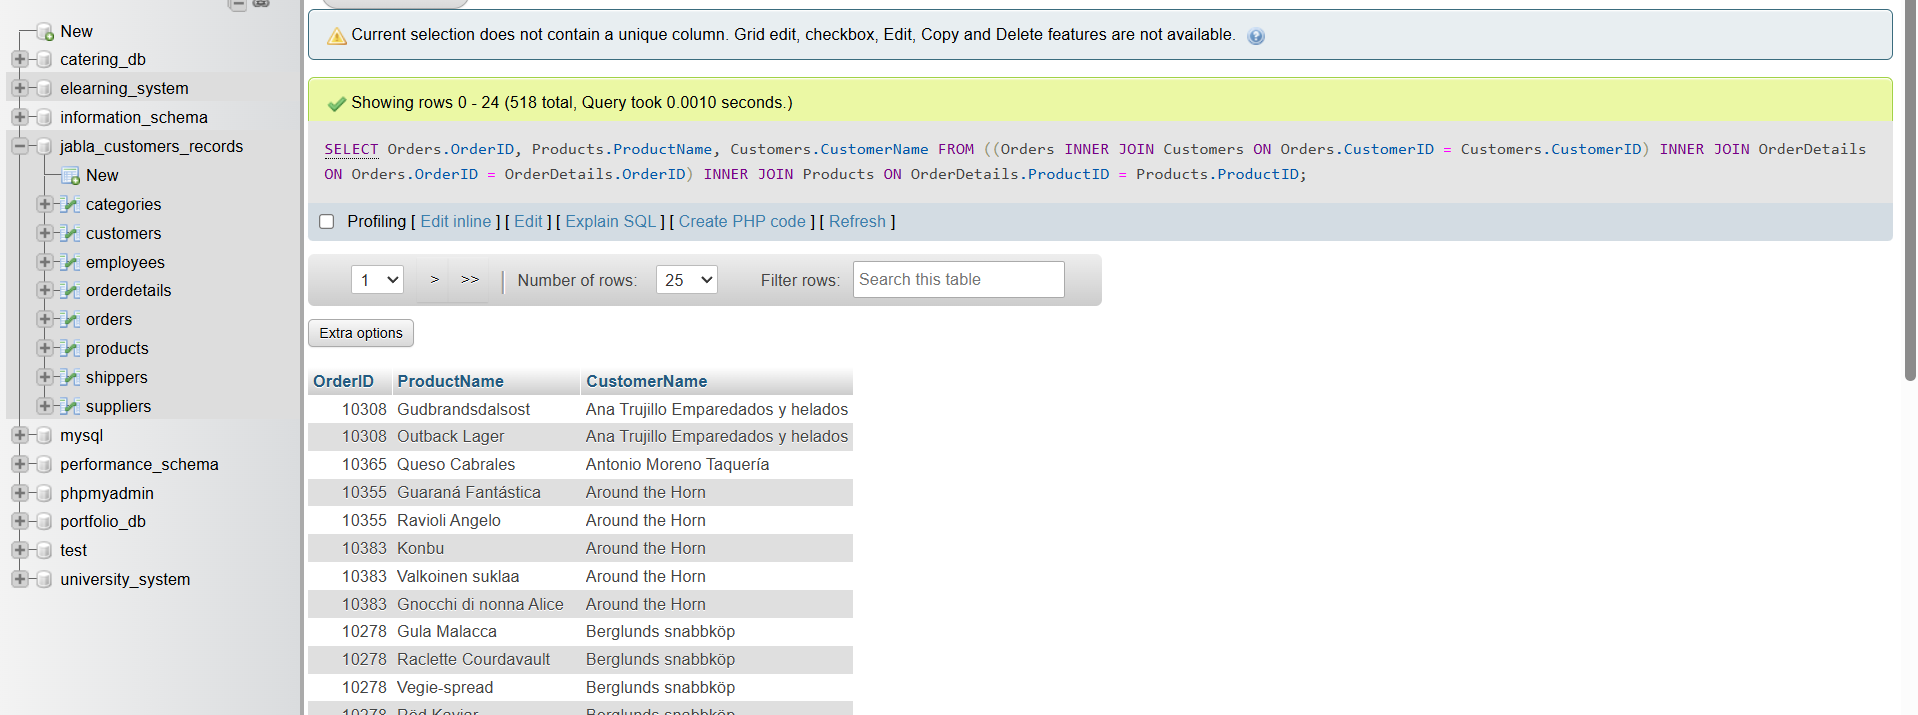 New
catering_db
elearning_system
information_schema
jabla_customers_records
New
categories
customers
employees
orderdetails
orders
products
shippers
suppliers
mysql
performance_schema
phpmyadmin
portfolio_db
test
university_system
Current selection does not contain a unique column. Grid edit, checkbox, Edit, Copy and Delete features are not available.
Showing rows 0 - 24 (518 total, Query took 0.0010 seconds.)
SELECT Orders.OrderID, Products.ProductName, Customers.CustomerName FROM ((Orders INNER JOIN Customers ON Orders.CustomerID = Customers.CustomerID) INNER JOIN OrderDetails
ON Orders.OrderID = OrderDetails.OrderID) INNER JOIN Products ON OrderDetails.ProductID = Products.ProductID;
Profiling [ Edit inline ] [ Edit ] [ Explain SQL ] [ Create PHP code ] [ Refresh ]
1 > >> Number of rows: 25 Filter rows: Search this table
Extra options
OrderID ProductName CustomerName
10308 Gudbrandsdalsost Ana Trujillo Emparedados y helados
10308 Outback Lager Ana Trujillo Emparedados y helados
10365 Queso Cabrales Antonio Moreno Taquería
10355 Guaraná Fantástica Around the Horn
10355 Ravioli Angelo Around the Horn
10383 Konbu Around the Horn
10383 Valkoinen suklaa Around the Horn
10383 Gnocchi di nonna Alice Around the Horn
10278 Gula Malacca Berglunds snabbköp
10278 Raclette Courdavault Berglunds snabbköp
10278 Vegie-spread Berglunds snabbköp
10278 Röd Kaviar Berglunds snabbköp